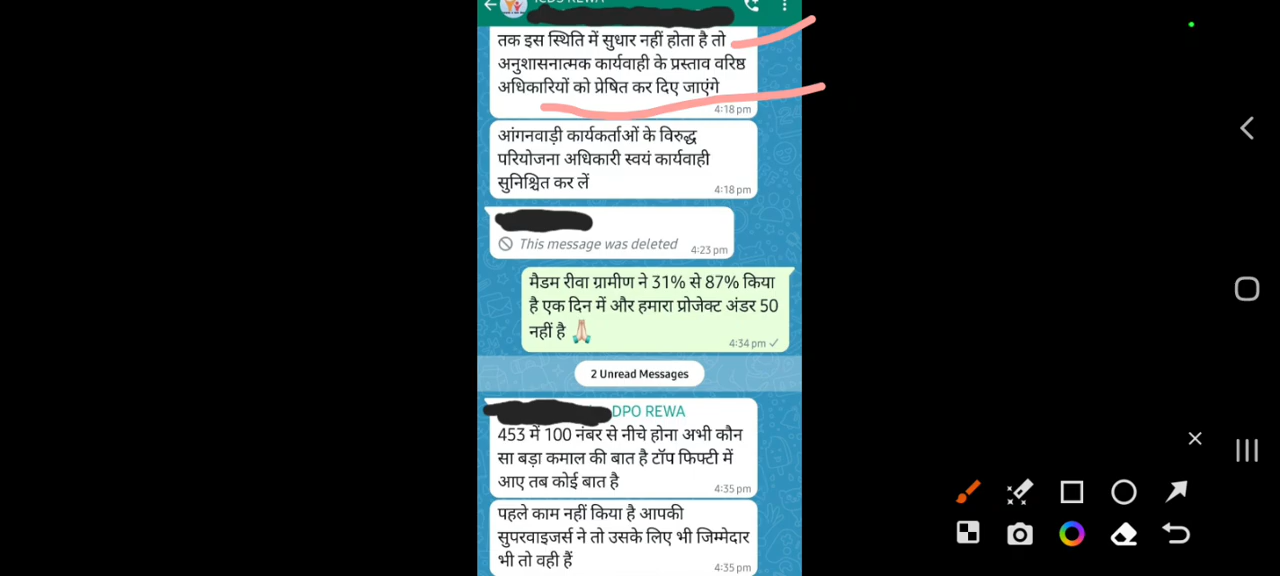 तक इस स्थिति में सुधार नहीं होता है तो
अनुशासनात्मक कार्यवाही के प्रस्ताव वरिष्ठ
अधिकारियों को प्रेषित कर दिए जाएंगे
4:18 pm
आंगनवाड़ी कार्यकर्ताओं के विरुद्ध
परियोजना अधिकारी स्वयं कार्यवाही
सुनिश्चित कर लें
4:18 pm
This message was deleted
4:23 pm
मैडम रीवा ग्रामीण ने 31% से 87% किया
है एक दिन में और हमारा प्रोजेक्ट अंडर 50
नहीं है 🙏🏻
4:34 pm
2 Unread Messages
DPO REWA
453 में 100 नंबर से नीचे होना अभी कौन
सा बड़ा कमाल की बात है टॉप फिफ्टी में
आए तब कोई बात है
4:35 pm
पहले काम नहीं किया है आपकी
सुपरवाइजर्स ने तो उसके लिए भी जिम्मेदार
भी तो वही हैं
4:35 pm